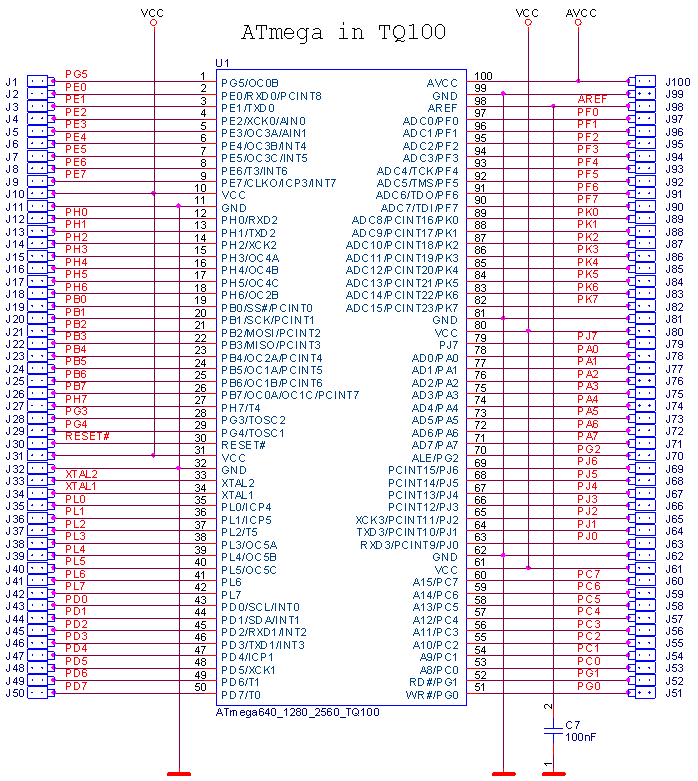 VCC VCC AVCC
ATmega in TQ100
U1
J1 PG5 1 PG5/OC0B AVCC 100 J100
J2 PE0 2 PE0/RXD0/PCINT8 GND 99 J99
J3 PE1 3 PE1/TXD0 AREF 98 AREF J98
J4 PE2 4 PE2/XCK0/AIN0 ADC0/PF0 97 PF0 J97
J5 PE3 5 PE3/OC3A/AIN1 ADC1/PF1 96 PF1 J96
J6 PE4 6 PE4/OC3B/INT4 ADC2/PF2 95 PF2 J95
J7 PE5 7 PE5/OC3C/INT5 ADC3/PF3 94 PF3 J94
J8 PE6 8 PE6/T3/INT6 ADC4/TCK/PF4 93 PF4 J93
J9 PE7 9 PE7/CLKO/ICP3/INT7 ADC5/TMS/PF5 92 PF5 J92
J10 10 VCC ADC6/TDO/PF6 91 PF6 J91
J11 11 GND ADC7/TDI/PF7 90 PF7 J90
J12 PH0 12 PH0/RXD2 ADC8/PCINT16/PK0 89 PK0 J89
J13 PH1 13 PH1/TXD2 ADC9/PCINT17/PK1 88 PK1 J88
J14 PH2 14 PH2/XCK2 ADC10/PCINT18/PK2 87 PK2 J87
J15 PH3 15 PH3/OC4A ADC11/PCINT19/PK3 86 PK3 J86
J16 PH4 16 PH4/OC4B ADC12/PCINT20/PK4 85 PK4 J85
J17 PH5 17 PH5/OC4C ADC13/PCINT21/PK5 84 PK5 J84
J18 PH6 18 PH6/OC2B ADC14/PCINT22/PK6 83 PK6 J83
J19 PB0 19 PB0/SS#/PCINT0 ADC15/PCINT23/PK7 82 PK7 J82
J20 PB1 20 PB1/SCK/PCINT1 GND 81 J81
J21 PB2 21 PB2/MOSI/PCINT2 VCC 80 J80
J22 PB3 22 PB3/MISO/PCINT3 PJ7 79 PJ7 J79
J23 PB4 23 PB4/OC2A/PCINT4 AD0/PA0 78 PA0 J78
J24 PB5 24 PB5/OC1A/PCINT5 AD1/PA1 77 PA1 J77
J25 PB6 25 PB6/OC1B/PCINT6 AD2/PA2 76 PA2 J76
J26 PB7 26 PB7/OC0A/OC1C/PCINT7 AD3/PA3 75 PA3 J75
J27 PH7 27 PH7/T4 AD4/PA4 74 PA4 J74
J28 PG3 28 PG3/TOSC2 AD5/PA5 73 PA5 J73
J29 PG4 29 PG4/TOSC1 AD6/PA6 72 PA6 J72
J30 RESET# 30 RESET# AD7/PA7 71 PA7 J71
J31 31 VCC ALE/PG2 70 PG2 J70
J32 32 GND PCINT15/PJ6 69 PJ6 J69
J33 XTAL2 33 XTAL2 PCINT14/PJ5 68 PJ5 J68
J34 XTAL1 34 XTAL1 PCINT13/PJ4 67 PJ4 J67
J35 PL0 35 PL0/ICP4 PCINT12/PJ3 66 PJ3 J66
J36 PL1 36 PL1/ICP5 XCK3/PCINT11/PJ2 65 PJ2 J65
J37 PL2 37 PL2/T5 TXD3/PCINT10/PJ1 64 PJ1 J64
J38 PL3 38 PL3/OC5A RXD3/PCINT9/PJ0 63 PJ0 J63
J39 PL4 39 PL4/OC5B GND 62 J62
J40 PL5 40 PL5/OC5C VCC 61 J61
J41 PL6 41 PL6 A15/PC7 60 PC7 J60
J42 PL7 42 PL7 A14/PC6 59 PC6 J59
J43 PD0 43 PD0/SCL/INT0 A13/PC5 58 PC5 J58
J44 PD1 44 PD1/SDA/INT1 A12/PC4 57 PC4 J57
J45 PD2 45 PD2/RXD1/INT2 A11/PC3 56 PC3 J56
J46 PD3 46 PD3/TXD1/INT3 A10/PC2 55 PC2 J55
J47 PD4 47 PD4/ICP1 A9/PC1 54 PC1 J54
J48 PD5 48 PD5/XCK1 A8/PC0 53 PC0 J53
J49 PD6 49 PD6/T1 RD#/PG1 52 PG1 J52
J50 PD7 50 PD7/T0 WR#/PG0 51 PG0 J51
ATmega640_1280_2560_TQ100
2
C7
100nF
1